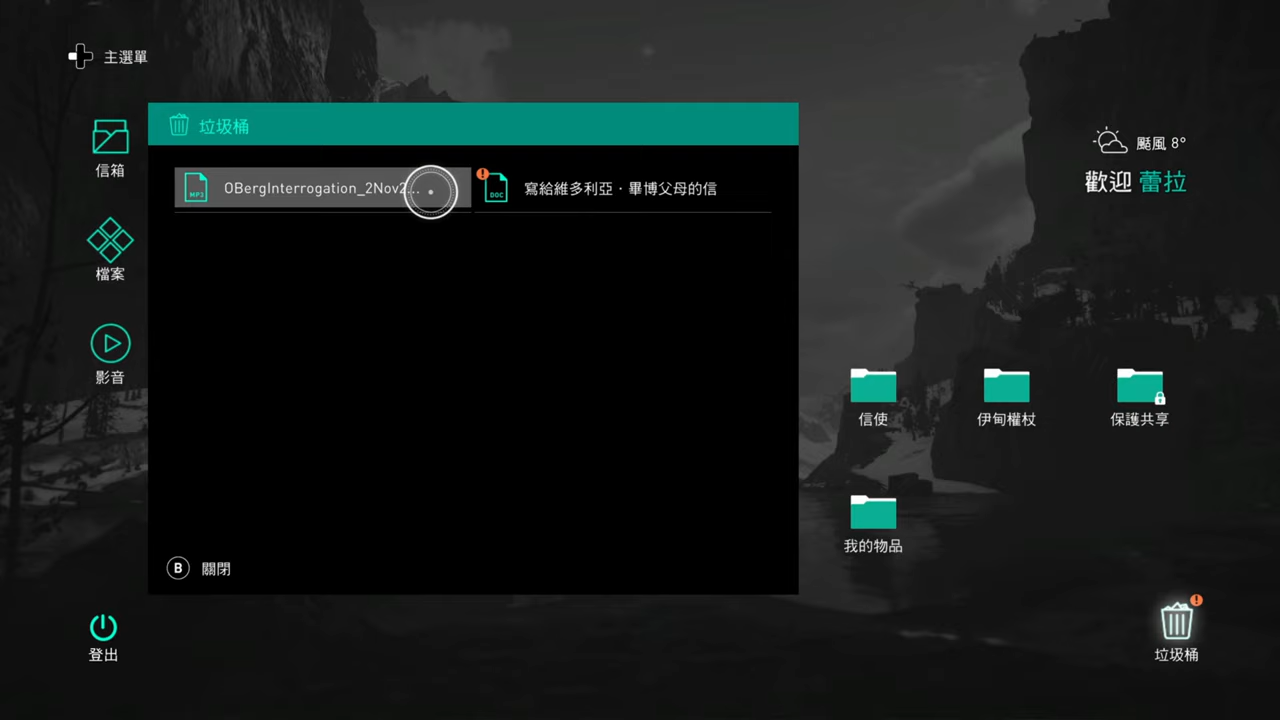 主選單
垃圾桶
信箱
檔案
影音
登出
MP3
OBergInterrogation_2Nov2...
!
DOC
寫給維多利亞·畢博父母的信
B 關閉
颳風 8°
歡迎 蕾拉
信使
伊甸權杖
保護共享
我的物品
!
垃圾桶